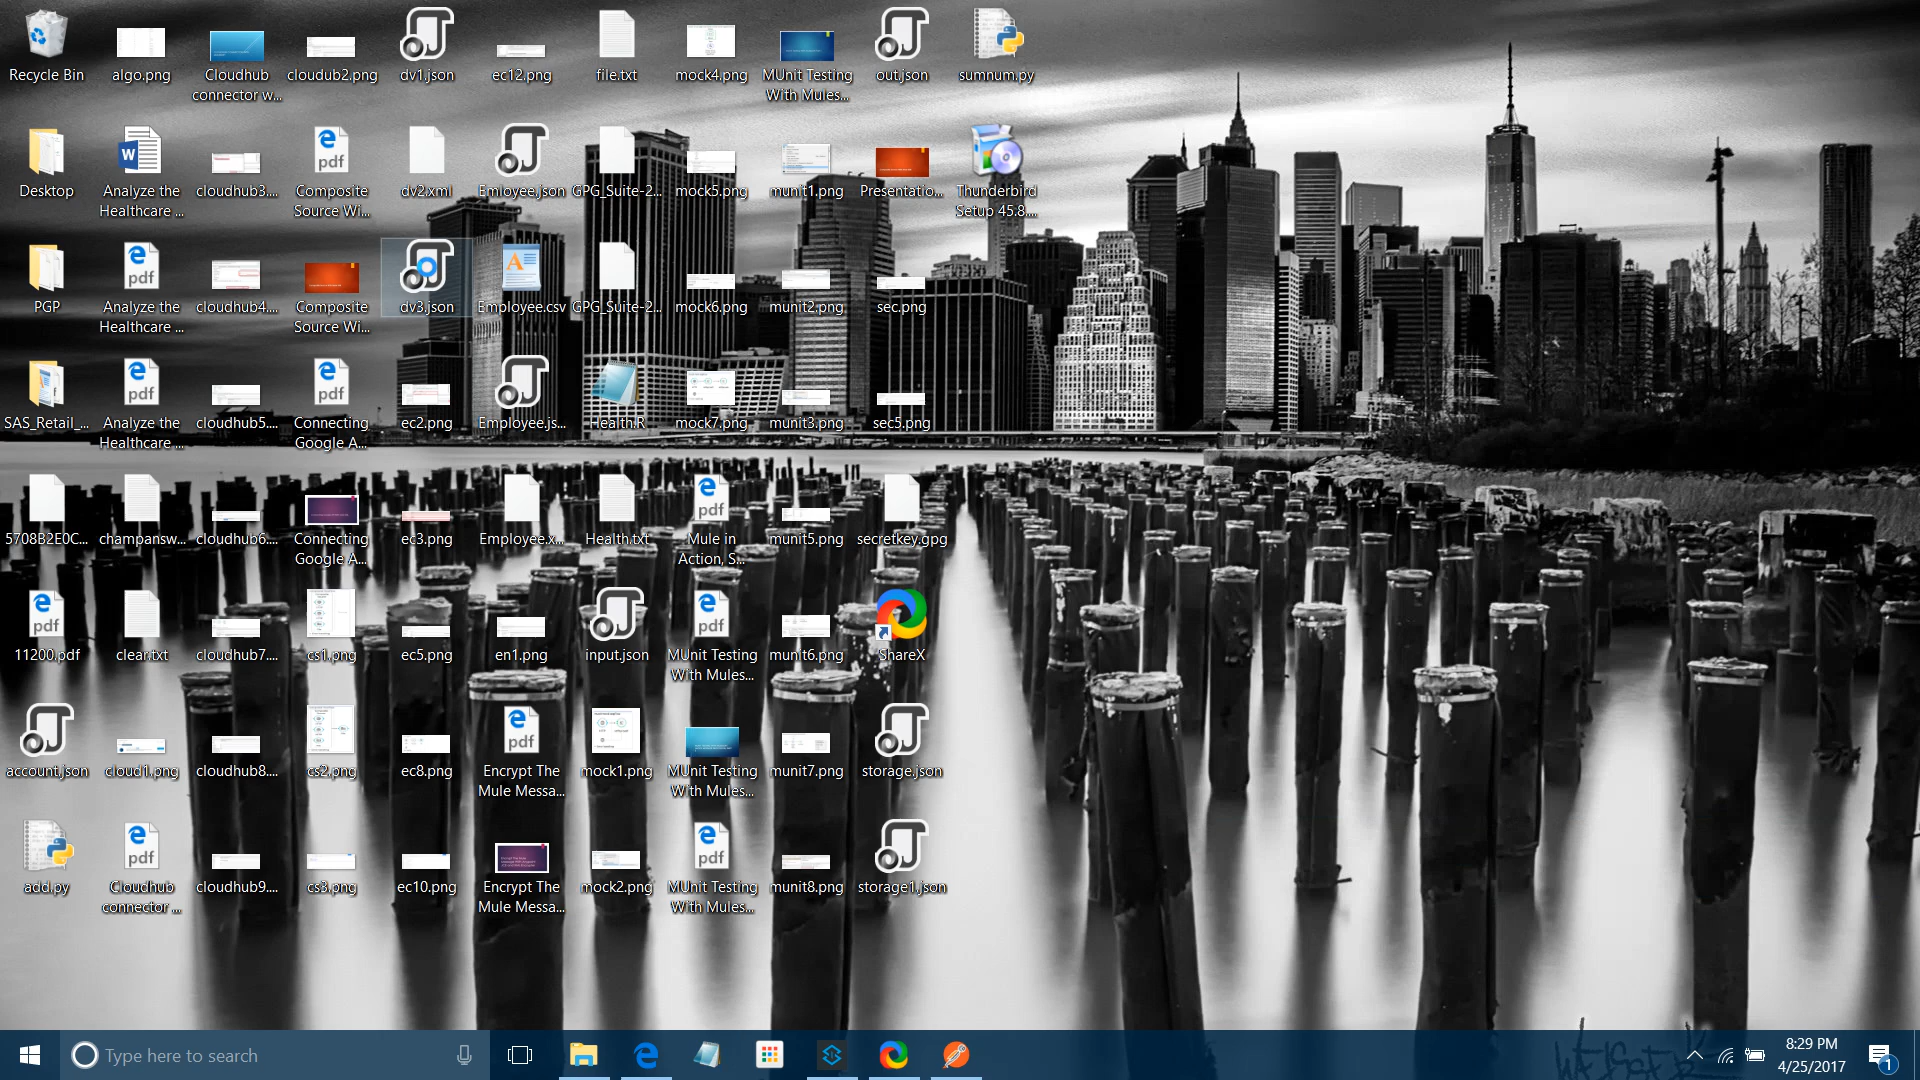 Recycle Bin
algo.png
Cloudhub
connector w...
cloudub2.png
dv1.json
ec12.png
file.txt
mock4.png
MUnit Testing
With Mules...
out.json
sumnum.py
Desktop
Analyze the
Healthcare ...
cloudhub3....
Composite
Source Wi...
dv2.xml
Emloyee.json
GPG_Suite-2...
mock5.png
munit1.png
Presentatio...
Thunderbird
Setup 45.8....
PGP
Analyze the
Healthcare ...
cloudhub4....
Composite
Source Wi...
dv3.json
Employee.csv
GPG_Suite-2...
mock6.png
munit2.png
sec.png
SAS_Retail_...
Analyze the
Healthcare ...
cloudhub5....
Connecting
Google A...
ec2.png
Employee.js...
Health.R
mock7.png
munit3.png
sec5.png
5708B2E0C...
champansw...
cloudhub6....
Connecting
Google A...
ec3.png
Employee.x...
Health.txt
Mule in
Action, S...
munit5.png
secretkey.gpg
11200.pdf
clear.txt
cloudhub7....
cs1.png
ec5.png
en1.png
input.json
MUnit Testing
With Mules...
munit6.png
ShareX
account.json
cloud1.png
cloudhub8....
cs2.png
ec8.png
Encrypt The
Mule Messa...
mock1.png
MUnit Testing
With Mules...
munit7.png
storage.json
add.py
Cloudhub
connector ...
cloudhub9....
cs3.png
ec10.png
Encrypt The
Mule Messa...
mock2.png
MUnit Testing
With Mules...
munit8.png
storage1.json
Type here to search
8:29 PM
4/25/2017
1